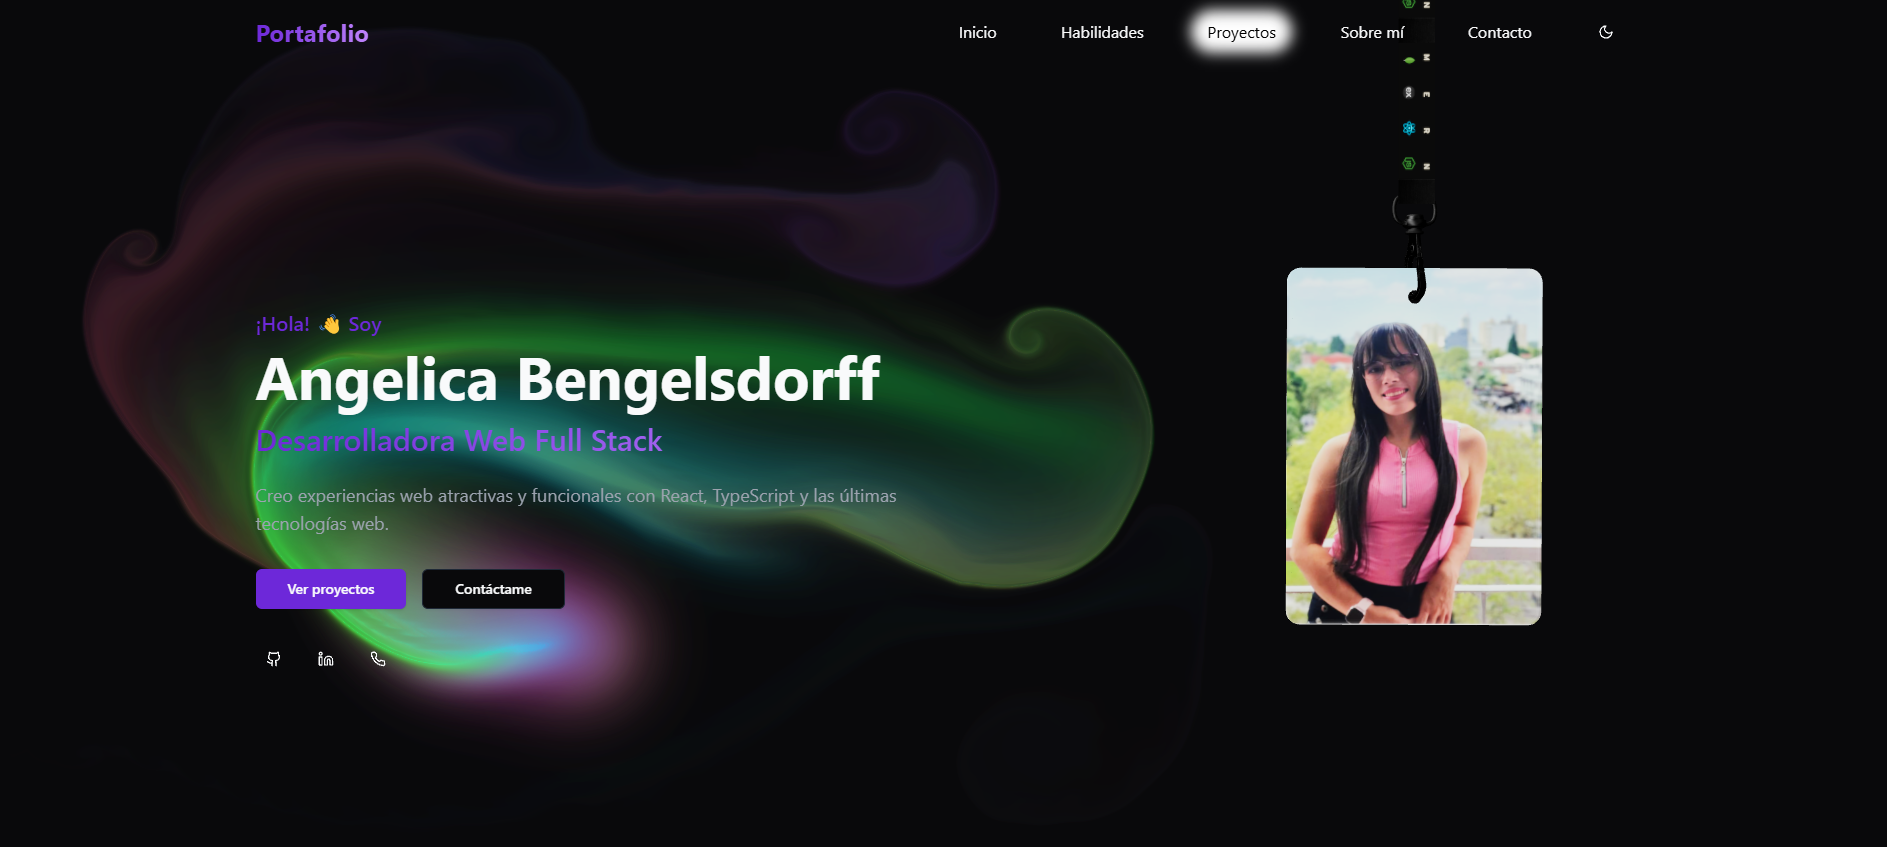 Portafolio
Inicio
Habilidades
Proyectos
Sobre mí
Contacto
N
M
E
R
N
¡Hola! 👋 Soy
Angelica Bengelsdorff
Desarrolladora Web Full Stack
Creo experiencias web atractivas y funcionales con React, TypeScript y las últimas
tecnologías web.
Ver proyectos
Contáctame